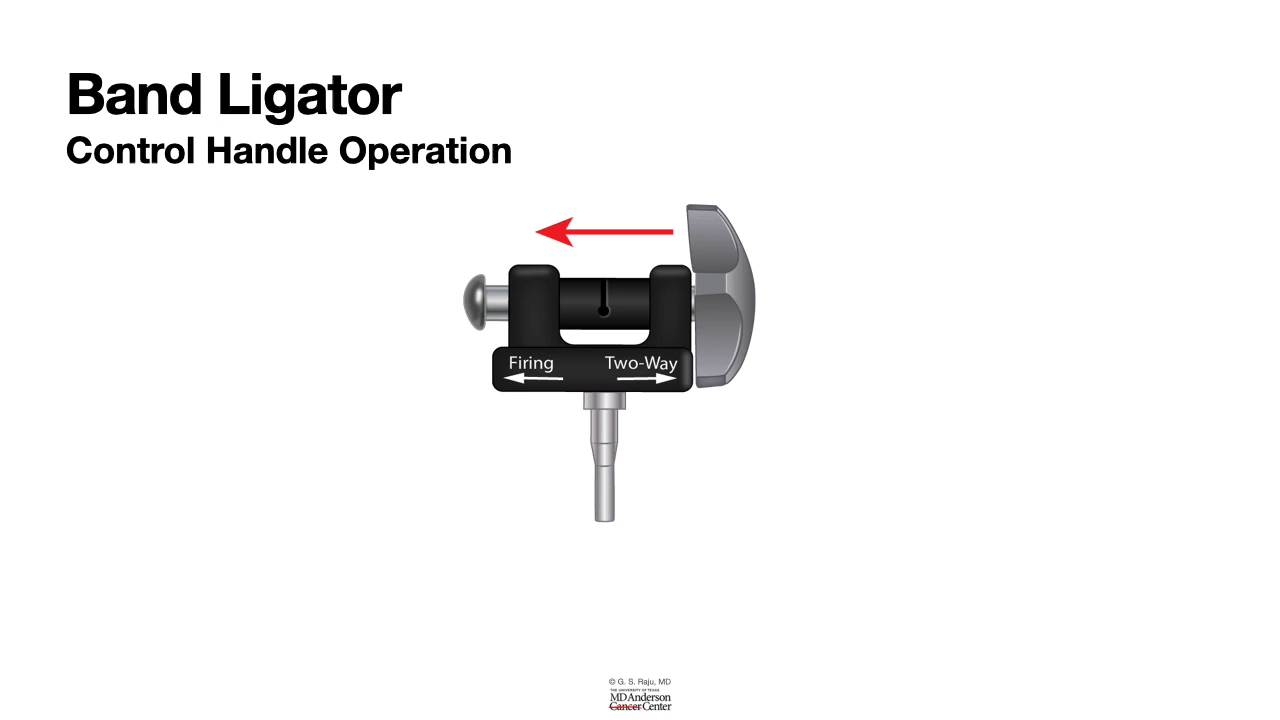 Band Ligator
Control Handle Operation
Firing
Two-Way
© G. S. Raju, MD
THE UNIVERSITY OF TEXAS
MD Anderson
Cancer Center